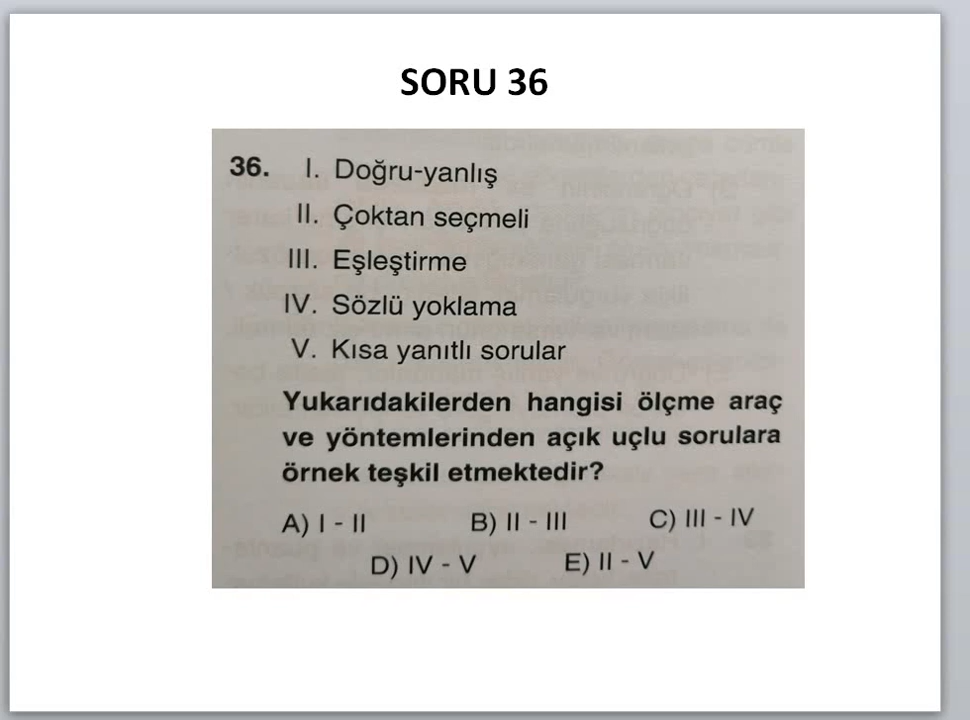 SORU 36
36. I. Doğru-yanlış
II. Çoktan seçmeli
III. Eşleştirme
IV. Sözlü yoklama
V. Kısa yanıtlı sorular
Yukarıdakilerden hangisi ölçme araç
ve yöntemlerinden açık uçlu sorulara
örnek teşkil etmektedir?
A) I - II B) II - III C) III - IV
D) IV - V E) II - V